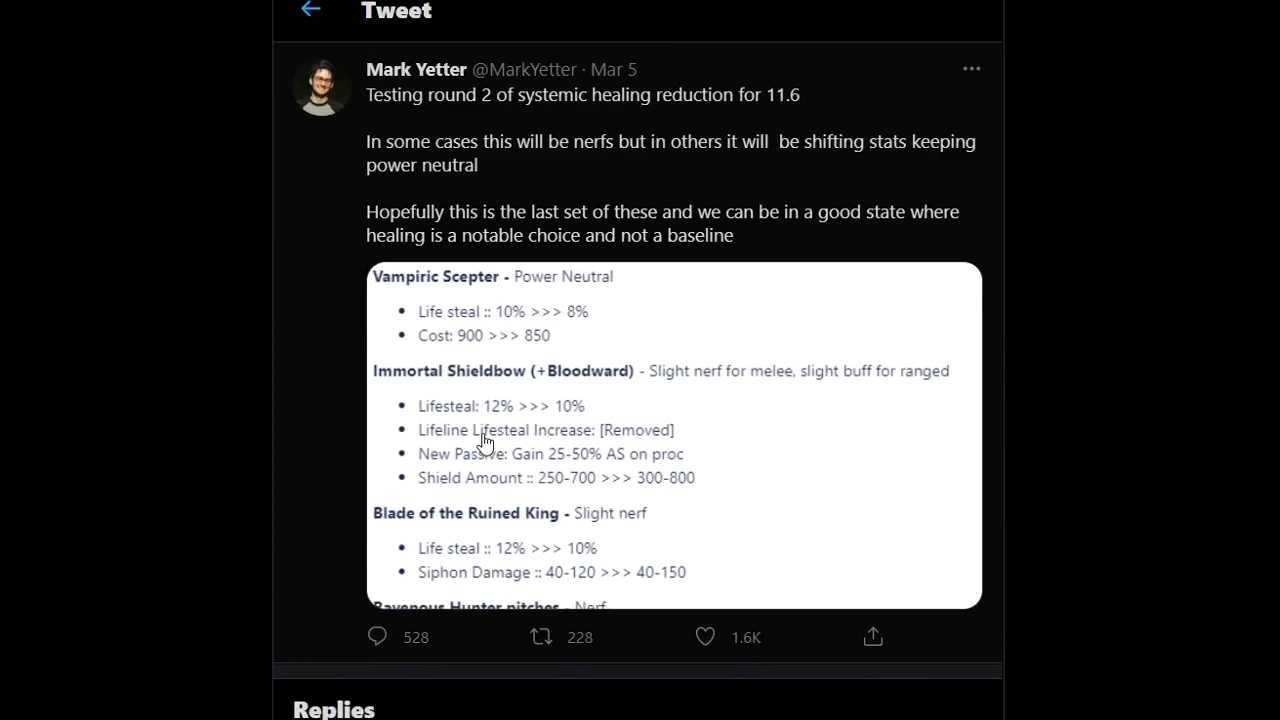 Tweet
Mark Yetter @MarkYetter · Mar 5
Testing round 2 of systemic healing reduction for 11.6
In some cases this will be nerfs but in others it will be shifting stats keeping
power neutral
Hopefully this is the last set of these and we can be in a good state where
healing is a notable choice and not a baseline
Vampiric Scepter - Power Neutral
• Life steal :: 10% >>> 8%
• Cost: 900 >>> 850
Immortal Shieldbow (+Bloodward) - Slight nerf for melee, slight buff for ranged
• Lifesteal: 12% >>> 10%
• Lifeline Lifesteal Increase: [Removed]
• New Passive: Gain 25-50% AS on proc
• Shield Amount :: 250-700 >>> 300-800
Blade of the Ruined King - Slight nerf
• Life steal :: 12% >>> 10%
• Siphon Damage :: 40-120 >>> 40-150
Ravenous Hunter pitches - Nerf
528 228 1.6K
Replies